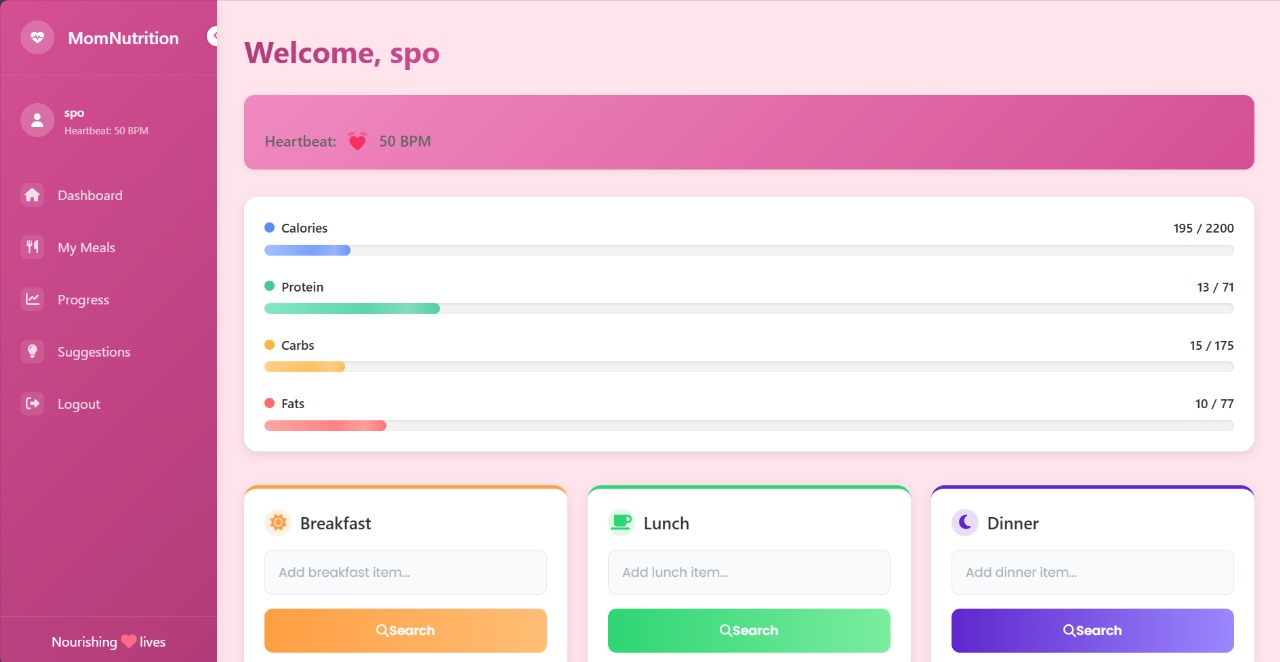 MomNutrition
spo
Heartbeat: 50 BPM
Dashboard
My Meals
Progress
Suggestions
Logout
Nourishing ❤️ lives
Welcome, spo
Heartbeat: 💓 50 BPM
Calories 195 / 2200
Protein 13 / 71
Carbs 15 / 175
Fats 10 / 77
Breakfast
Add breakfast item...
Search
Lunch
Add lunch item...
Search
Dinner
Add dinner item...
Search